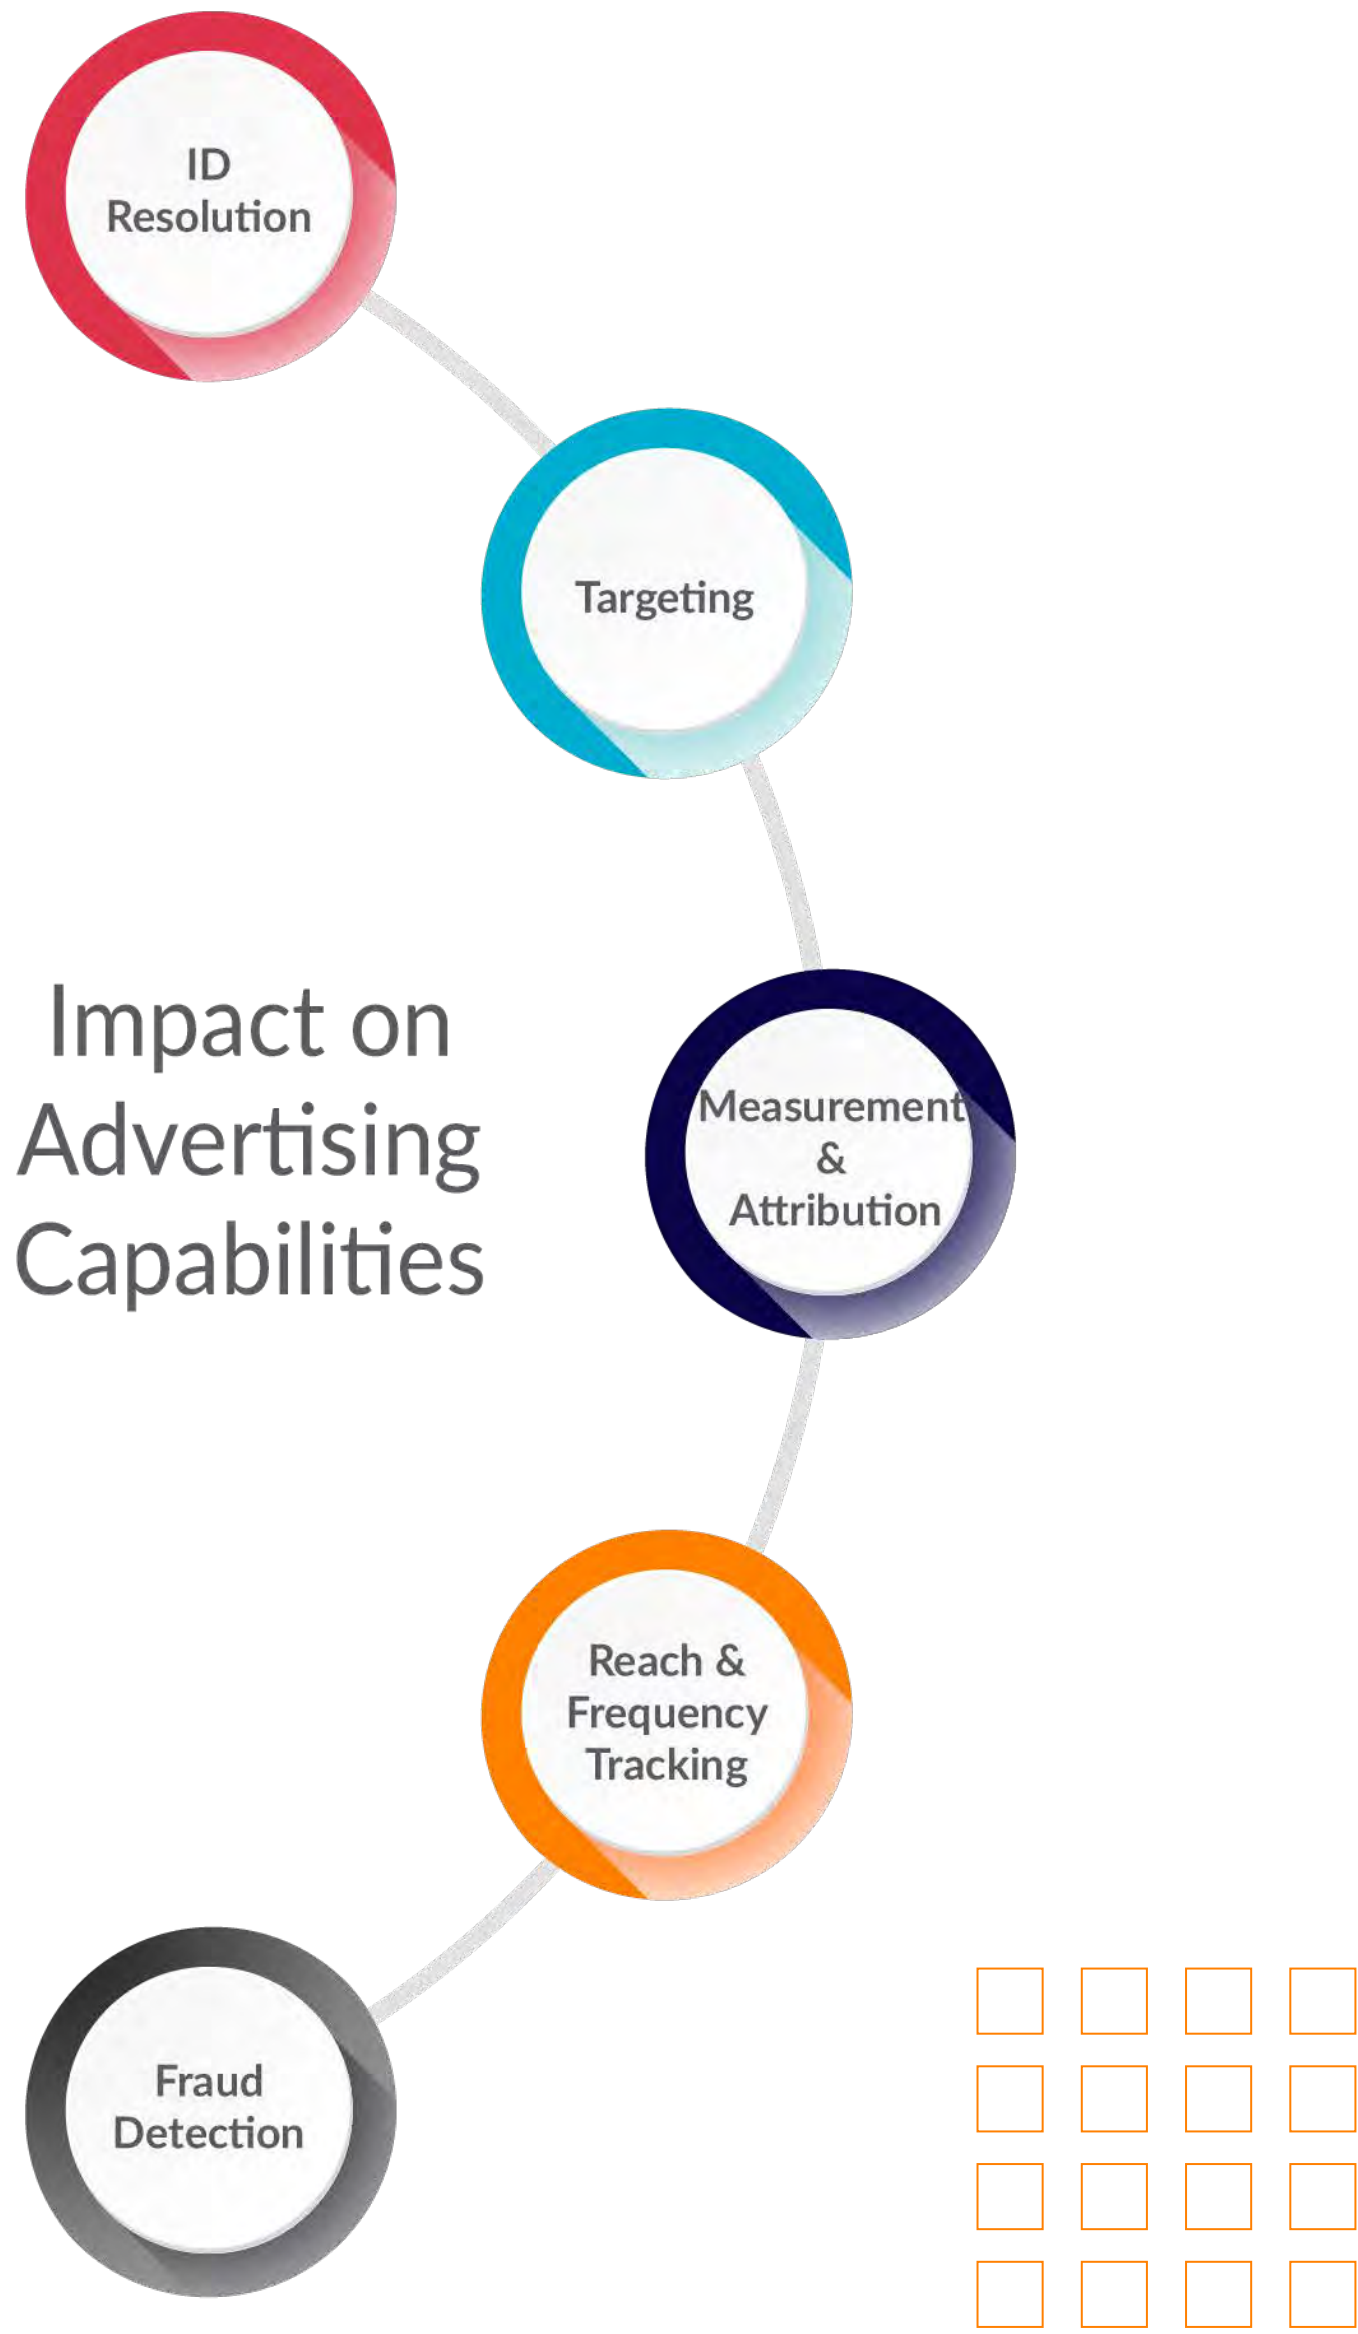 ID
Resolution
Targeting
Impact on
Advertising
Capabilities
Measurement
&
Attribution
Reach &
Frequency
Tracking
Fraud
Detection